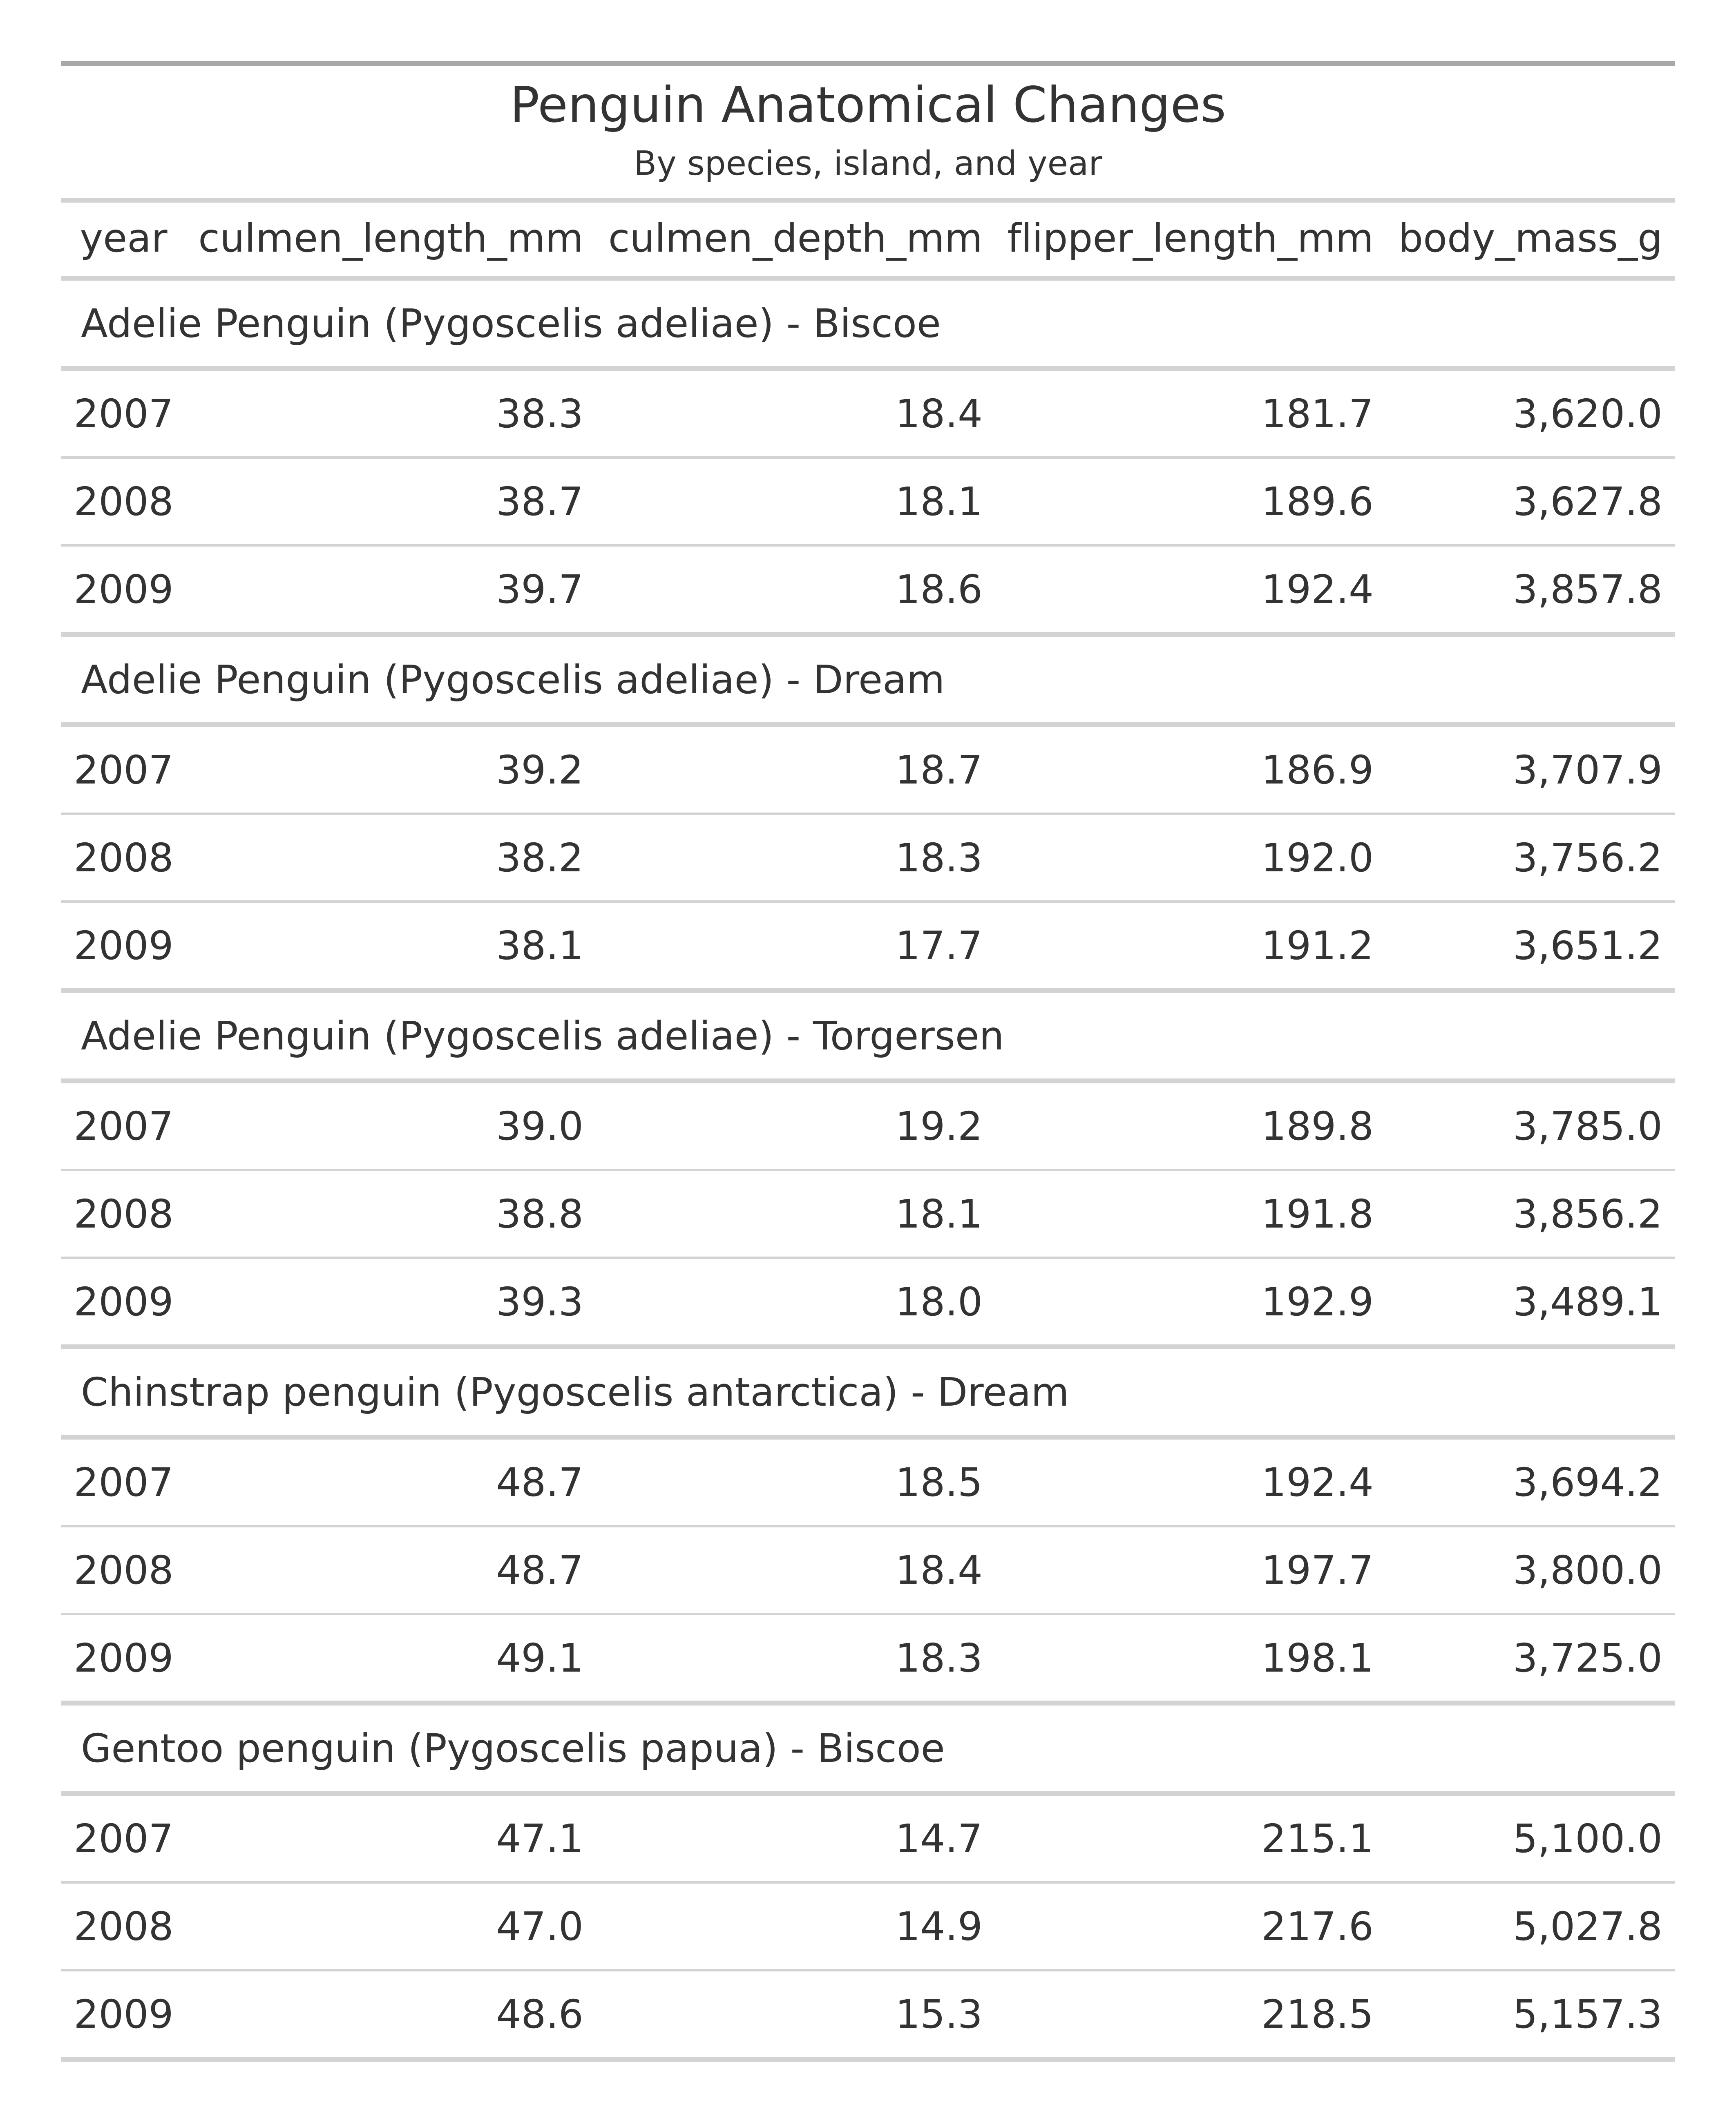 Penguin Anatomical Changes
By species, island, and year
year culmen_length_mm culmen_depth_mm flipper_length_mm body_mass_g
Adelie Penguin (Pygoscelis adeliae) - Biscoe
2007 38.3 18.4 181.7 3,620.0
2008 38.7 18.1 189.6 3,627.8
2009 39.7 18.6 192.4 3,857.8
Adelie Penguin (Pygoscelis adeliae) - Dream
2007 39.2 18.7 186.9 3,707.9
2008 38.2 18.3 192.0 3,756.2
2009 38.1 17.7 191.2 3,651.2
Adelie Penguin (Pygoscelis adeliae) - Torgersen
2007 39.0 19.2 189.8 3,785.0
2008 38.8 18.1 191.8 3,856.2
2009 39.3 18.0 192.9 3,489.1
Chinstrap penguin (Pygoscelis antarctica) - Dream
2007 48.7 18.5 192.4 3,694.2
2008 48.7 18.4 197.7 3,800.0
2009 49.1 18.3 198.1 3,725.0
Gentoo penguin (Pygoscelis papua) - Biscoe
2007 47.1 14.7 215.1 5,100.0
2008 47.0 14.9 217.6 5,027.8
2009 48.6 15.3 218.5 5,157.3